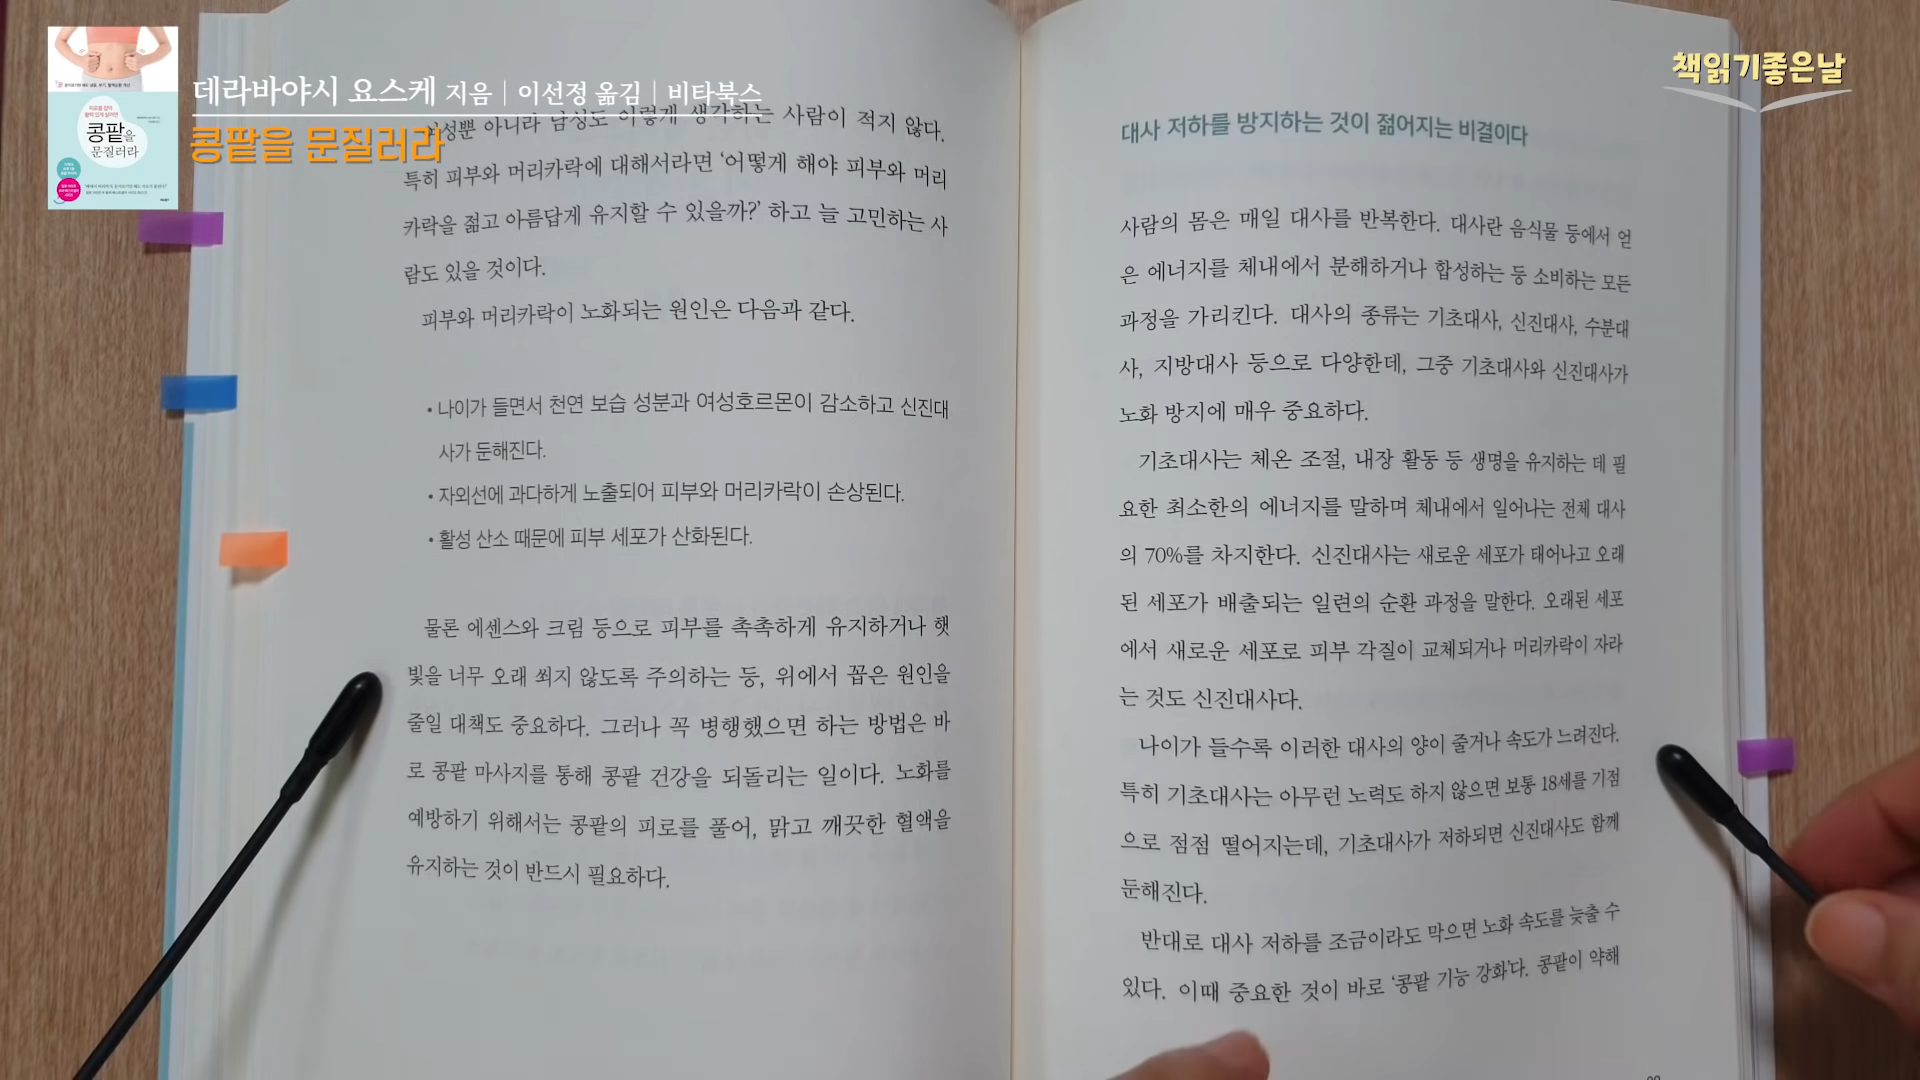 데라바야시 요스케 지음 | 이선정 옮김 | 비타북스
콩팥을 문질러라
책읽기좋은날
콩팥을
문질러라
여성뿐 아니라 남성도 이렇게 생각하는 사람이 적지 않다.
특히 피부와 머리카락에 대해서라면 ‘어떻게 해야 피부와 머리
카락을 젊고 아름답게 유지할 수 있을까?’ 하고 늘 고민하는 사
람도 있을 것이다.
피부와 머리카락이 노화되는 원인은 다음과 같다.
• 나이가 들면서 천연 보습 성분과 여성호르몬이 감소하고 신진대
사가 둔해진다.
• 자외선에 과다하게 노출되어 피부와 머리카락이 손상된다.
• 활성 산소 때문에 피부 세포가 산화된다.
물론 에센스와 크림 등으로 피부를 촉촉하게 유지하거나 햇
빛을 너무 오래 쐬지 않도록 주의하는 등, 위에서 꼽은 원인을
줄일 대책도 중요하다. 그러나 꼭 병행했으면 하는 방법은 바
로 콩팥 마사지를 통해 콩팥 건강을 되돌리는 일이다. 노화를
예방하기 위해서는 콩팥의 피로를 풀어, 맑고 깨끗한 혈액을
유지하는 것이 반드시 필요하다.
대사 저하를 방지하는 것이 젊어지는 비결이다
사람의 몸은 매일 대사를 반복한다. 대사란 음식물 등에서 얻
은 에너지를 체내에서 분해하거나 합성하는 등 소비하는 모든
과정을 가리킨다. 대사의 종류는 기초대사, 신진대사, 수분대
사, 지방대사 등으로 다양한데, 그중 기초대사와 신진대사가
노화 방지에 매우 중요하다.
기초대사는 체온 조절, 내장 활동 등 생명을 유지하는 데 필
요한 최소한의 에너지를 말하며 체내에서 일어나는 전체 대사
의 70%를 차지한다. 신진대사는 새로운 세포가 태어나고 오래
된 세포가 배출되는 일련의 순환 과정을 말한다. 오래된 세포
에서 새로운 세포로 피부 각질이 교체되거나 머리카락이 자라
는 것도 신진대사다.
나이가 들수록 이러한 대사의 양이 줄거나 속도가 느려진다.
특히 기초대사는 아무런 노력도 하지 않으면 보통 18세를 기점
으로 점점 떨어지는데, 기초대사가 저하되면 신진대사도 함께
둔해진다.
반대로 대사 저하를 조금이라도 막으면 노화 속도를 늦출 수
있다. 이때 중요한 것이 바로 ‘콩팥 기능 강화’다. 콩팥이 약해